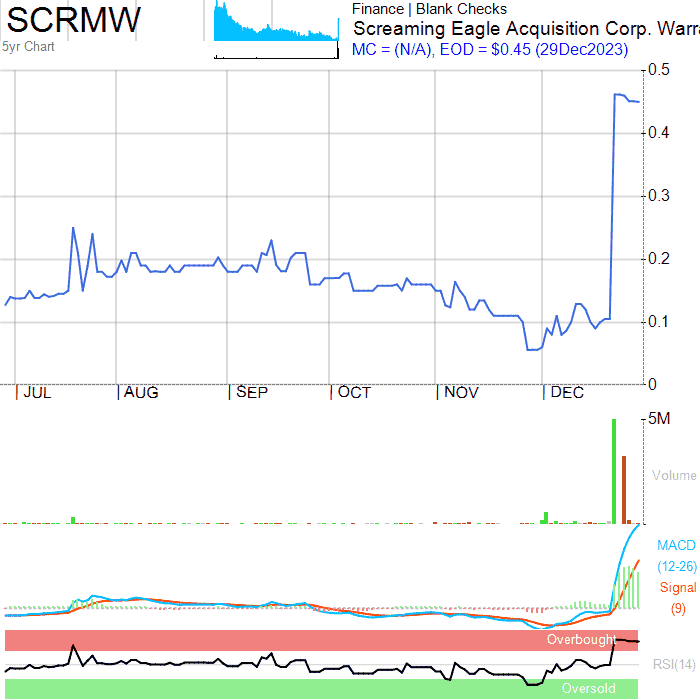 SCRMW
5yr Chart
Finance | Blank Checks
Screaming Eagle Acquisition Corp. Warra
MC = (N/A), EOD = $0.45 (29Dec2023)
0.5
0.4
0.3
0.2
0.1
0
JUL AUG SEP OCT NOV DEC
5M
Volume
MACD
(12-26)
Signal
(9)
Overbought
RSI(14)
Oversold